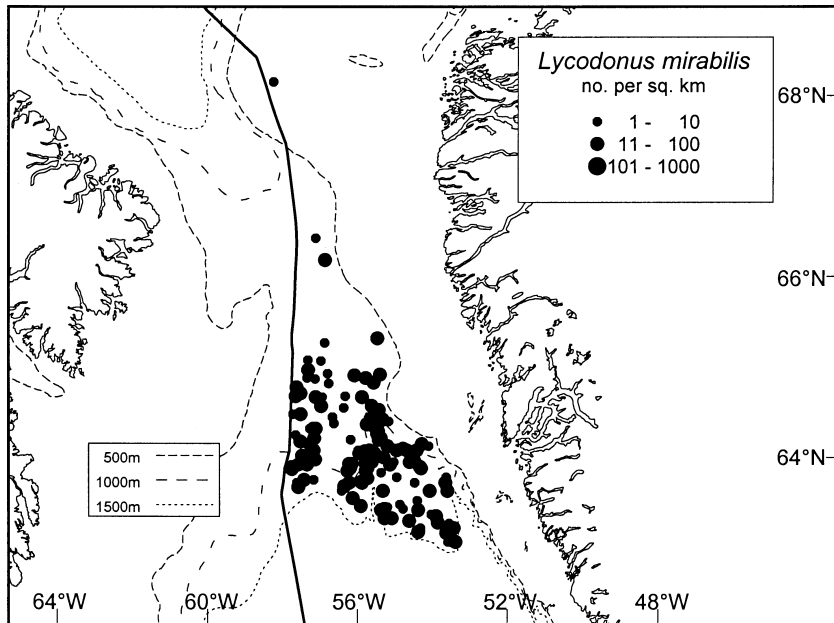 Lycodonus mirabilis
no. per sq. km
1 - 10
11 - 100
101 - 1000
68°N
66°N
64°N
500m
1000m
1500m
64°W 60°W 56°W 52°W 48°W